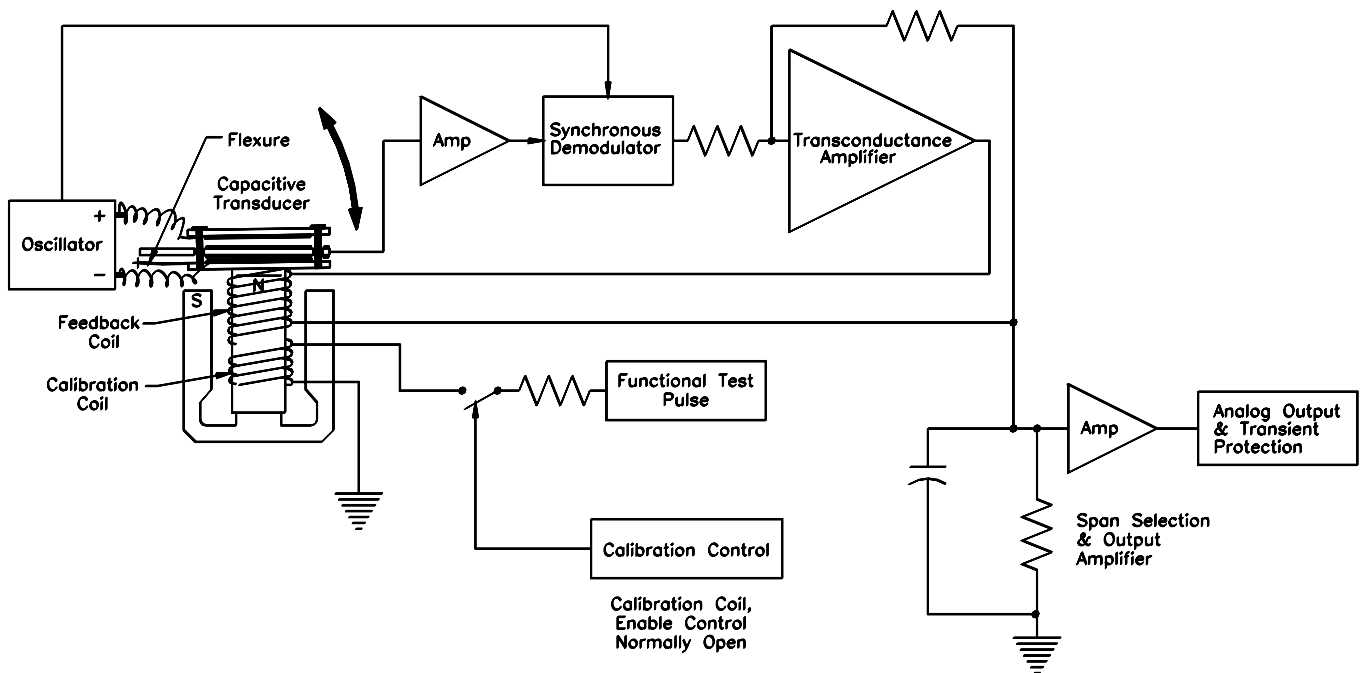 Flexure
Capacitive
Transducer
Amp
Synchronous
Demodulator
Transconductance
Amplifier
+
Oscillator
−
+
N
S
Feedback
Coil
Calibration
Coil
Functional Test
Pulse
Calibration Control
Calibration Coil,
Enable Control
Normally Open
Amp
Analog Output
& Transient
Protection
Span Selection
& Output
Amplifier